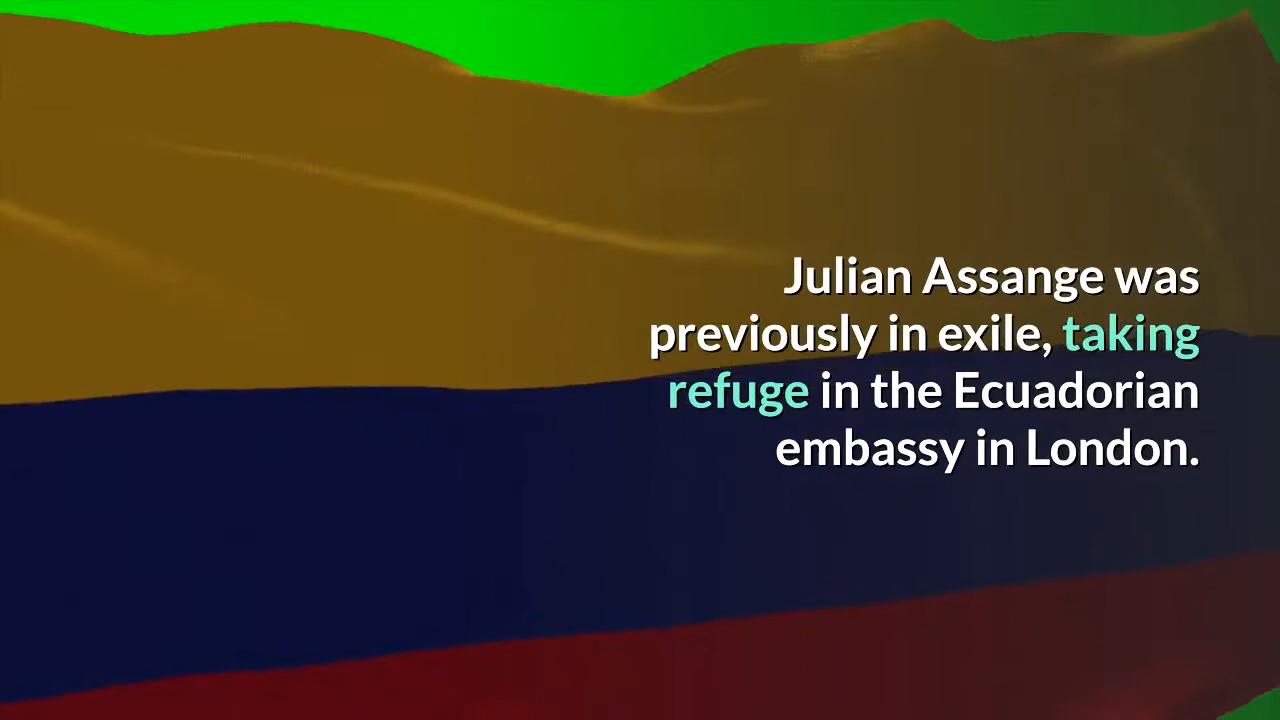 Julian Assange was
previously in exile, taking
refuge in the Ecuadorian
embassy in London.